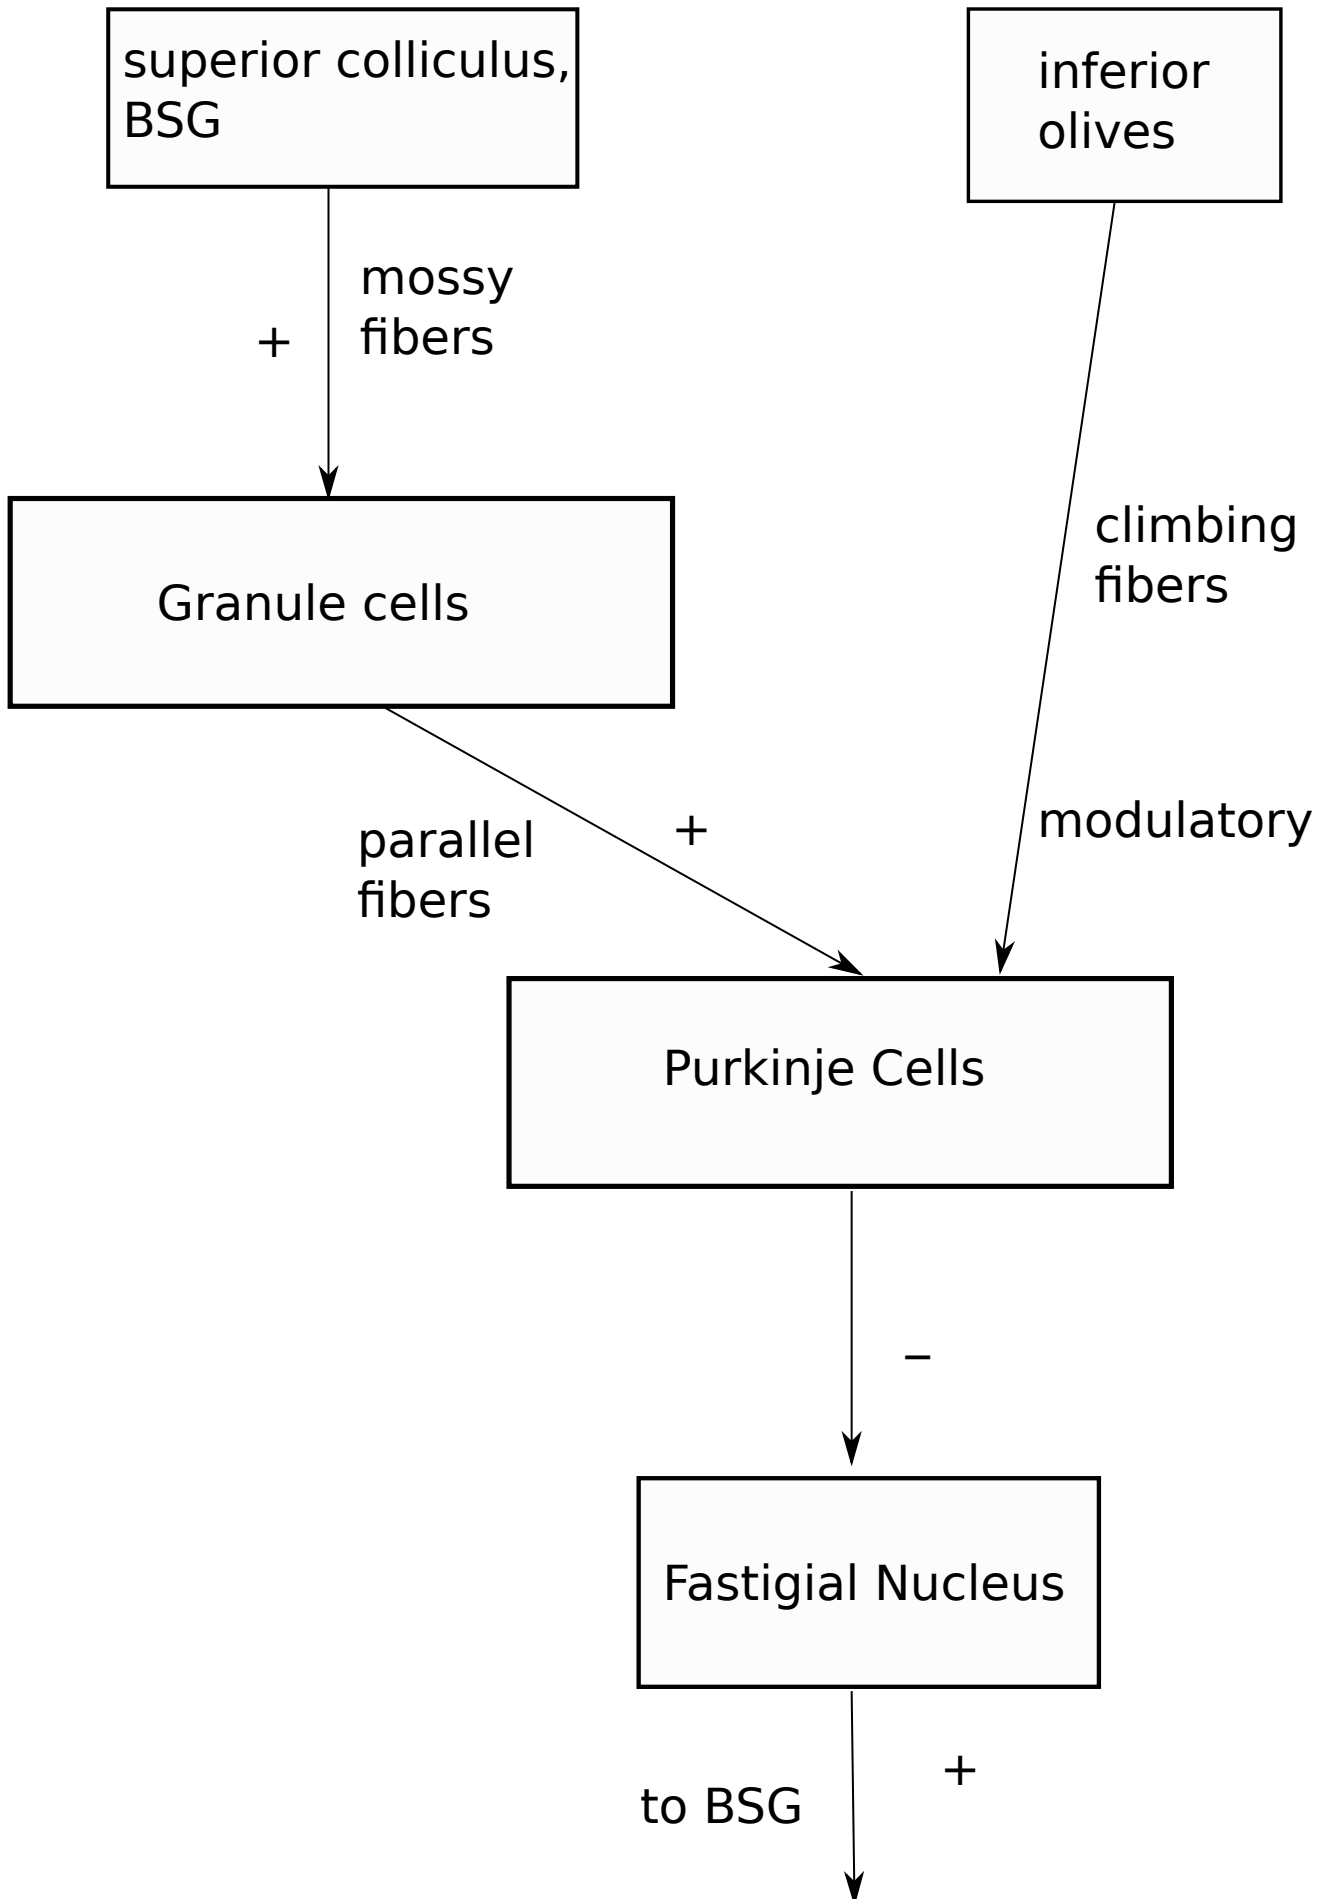 superior colliculus,
BSG
inferior
olives
mossy
fibers
+
climbing
fibers
Granule cells
parallel
fibers
+
modulatory
Purkinje Cells
–
Fastigial Nucleus
to BSG
+